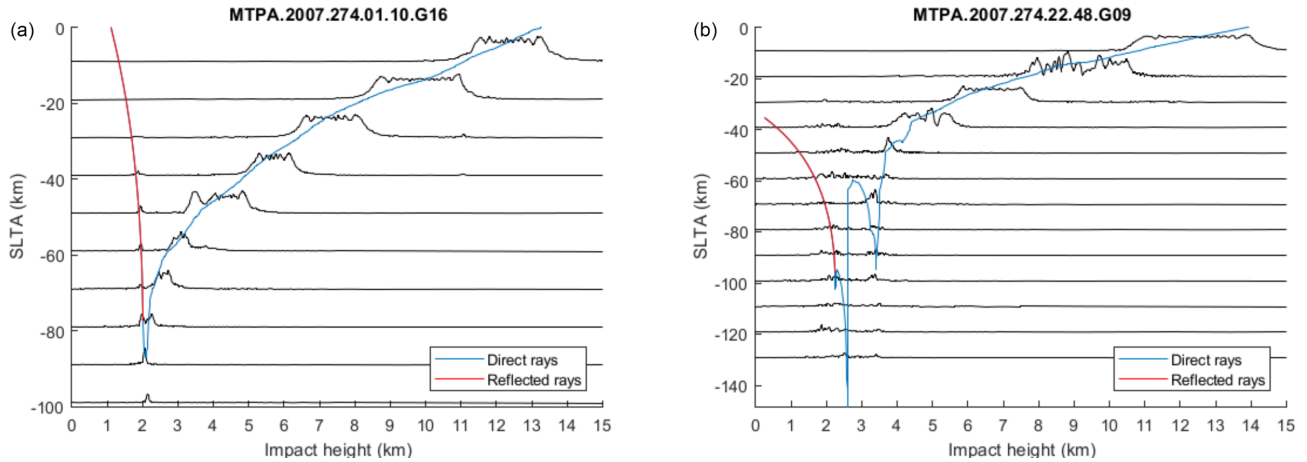 MTPA.2007.274.01.10.G16
(a)
0
-20
-40
-60
-80
-100
SLTA (km)
Direct rays
Reflected rays
0 1 2 3 4 5 6 7 8 9 10 11 12 13 14 15
Impact height (km)
MTPA.2007.274.22.48.G09
(b)
0
-20
-40
-60
-80
-100
-120
-140
SLTA (km)
Direct rays
Reflected rays
0 1 2 3 4 5 6 7 8 9 10 11 12 13 14 15
Impact height (km)